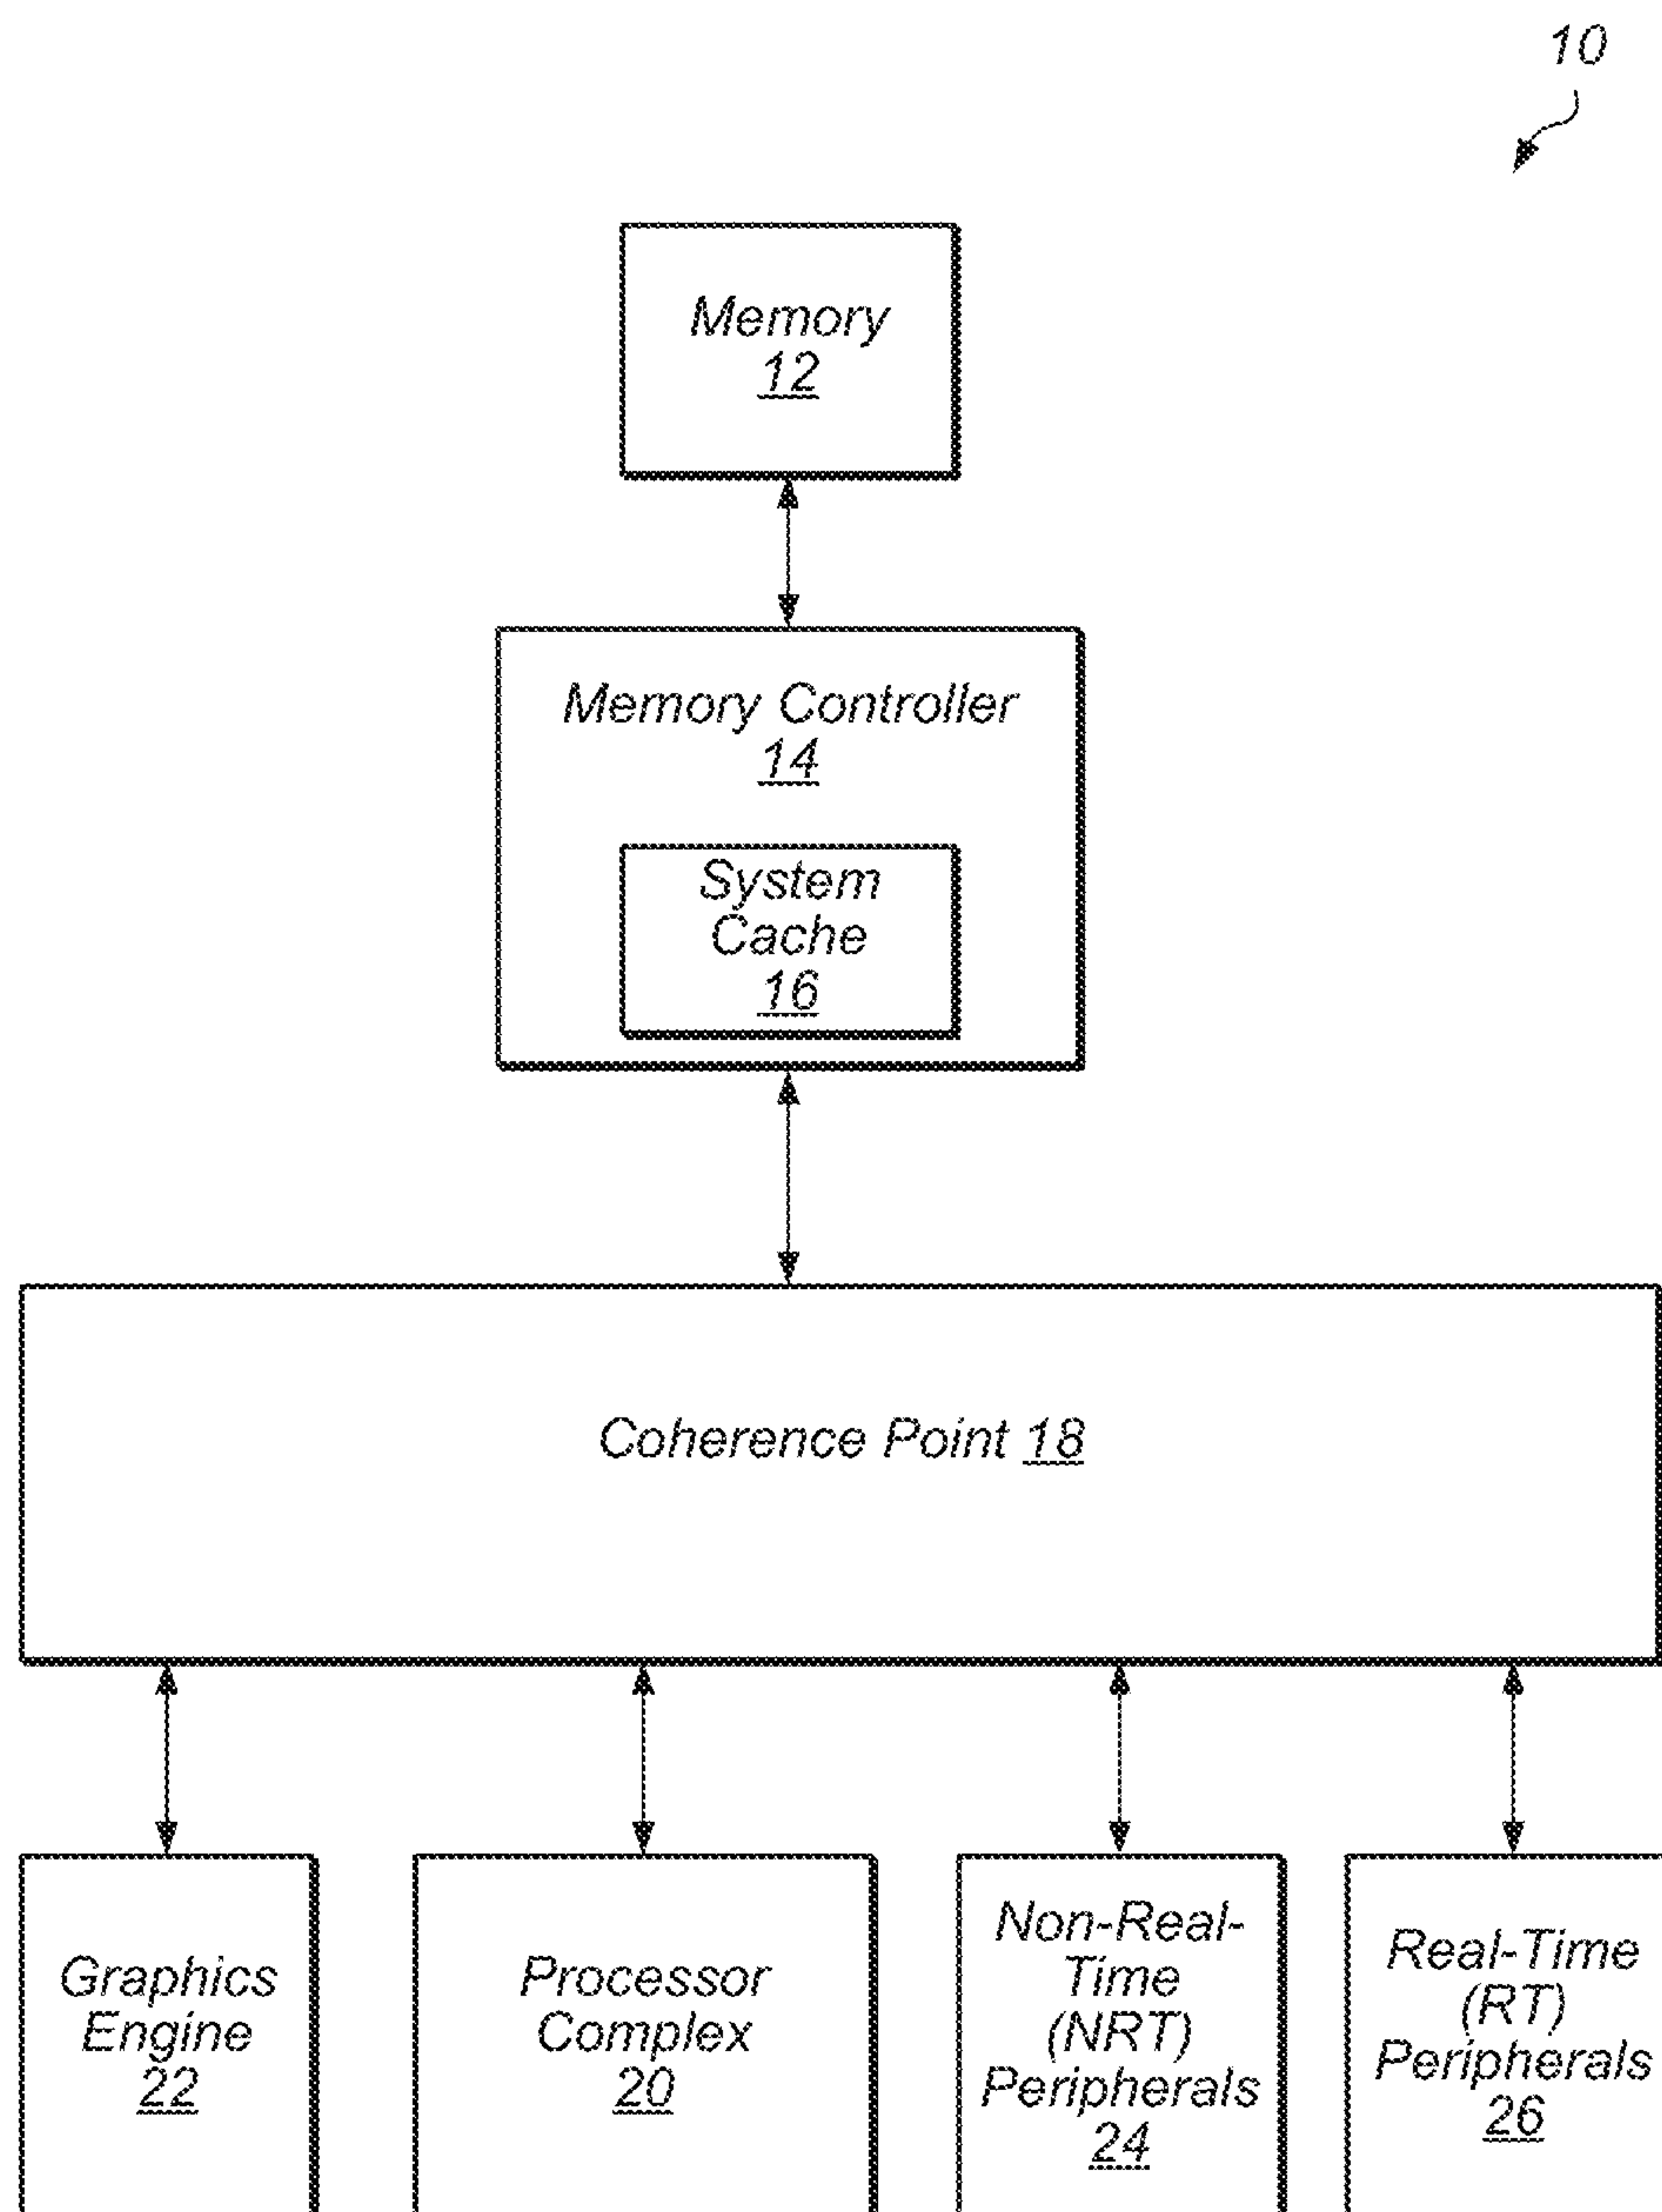 10
Memory
12
Memory Controller
14
System
Cache
16
Coherence Point 18
Graphics
Engine
22
Processor
Complex
20
Non-Real-
Time
(NRT)
Peripherals
24
Real-Time
(RT)
Peripherals
26